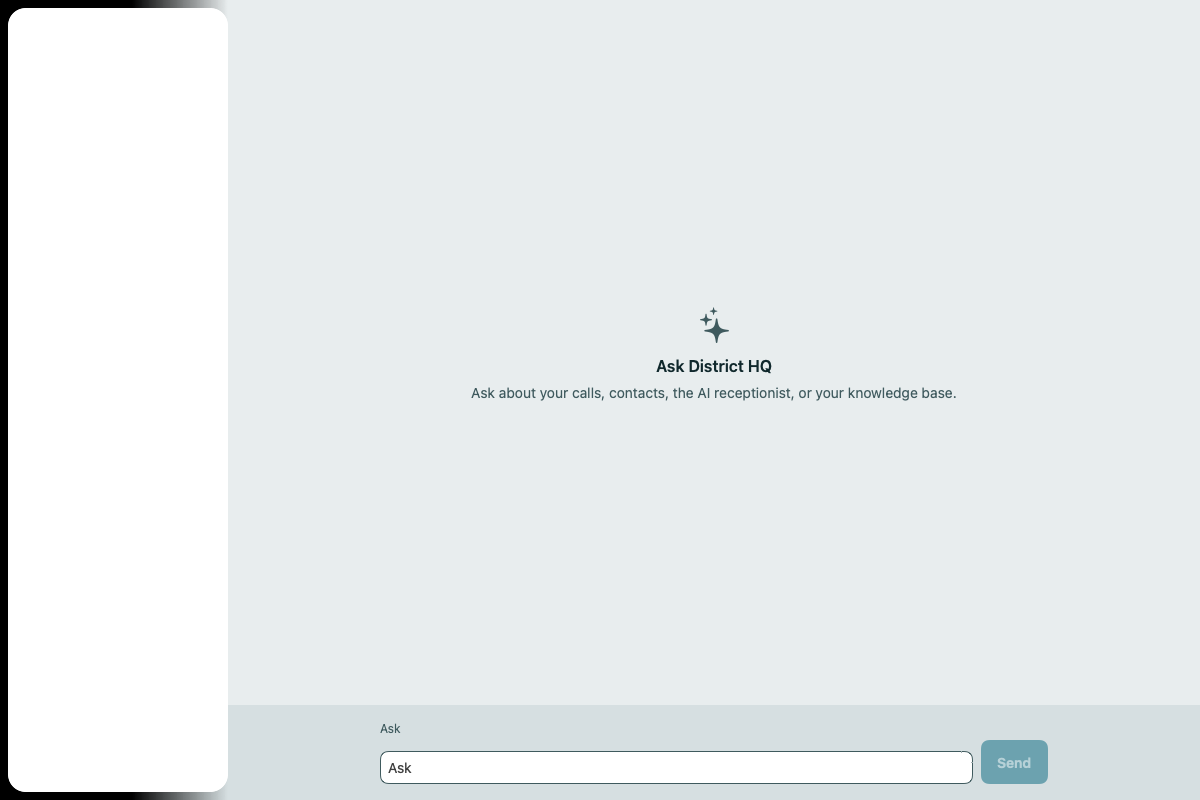 Ask District HQ
Ask about your calls, contacts, the AI receptionist, or your knowledge base.
Ask
Ask
Send